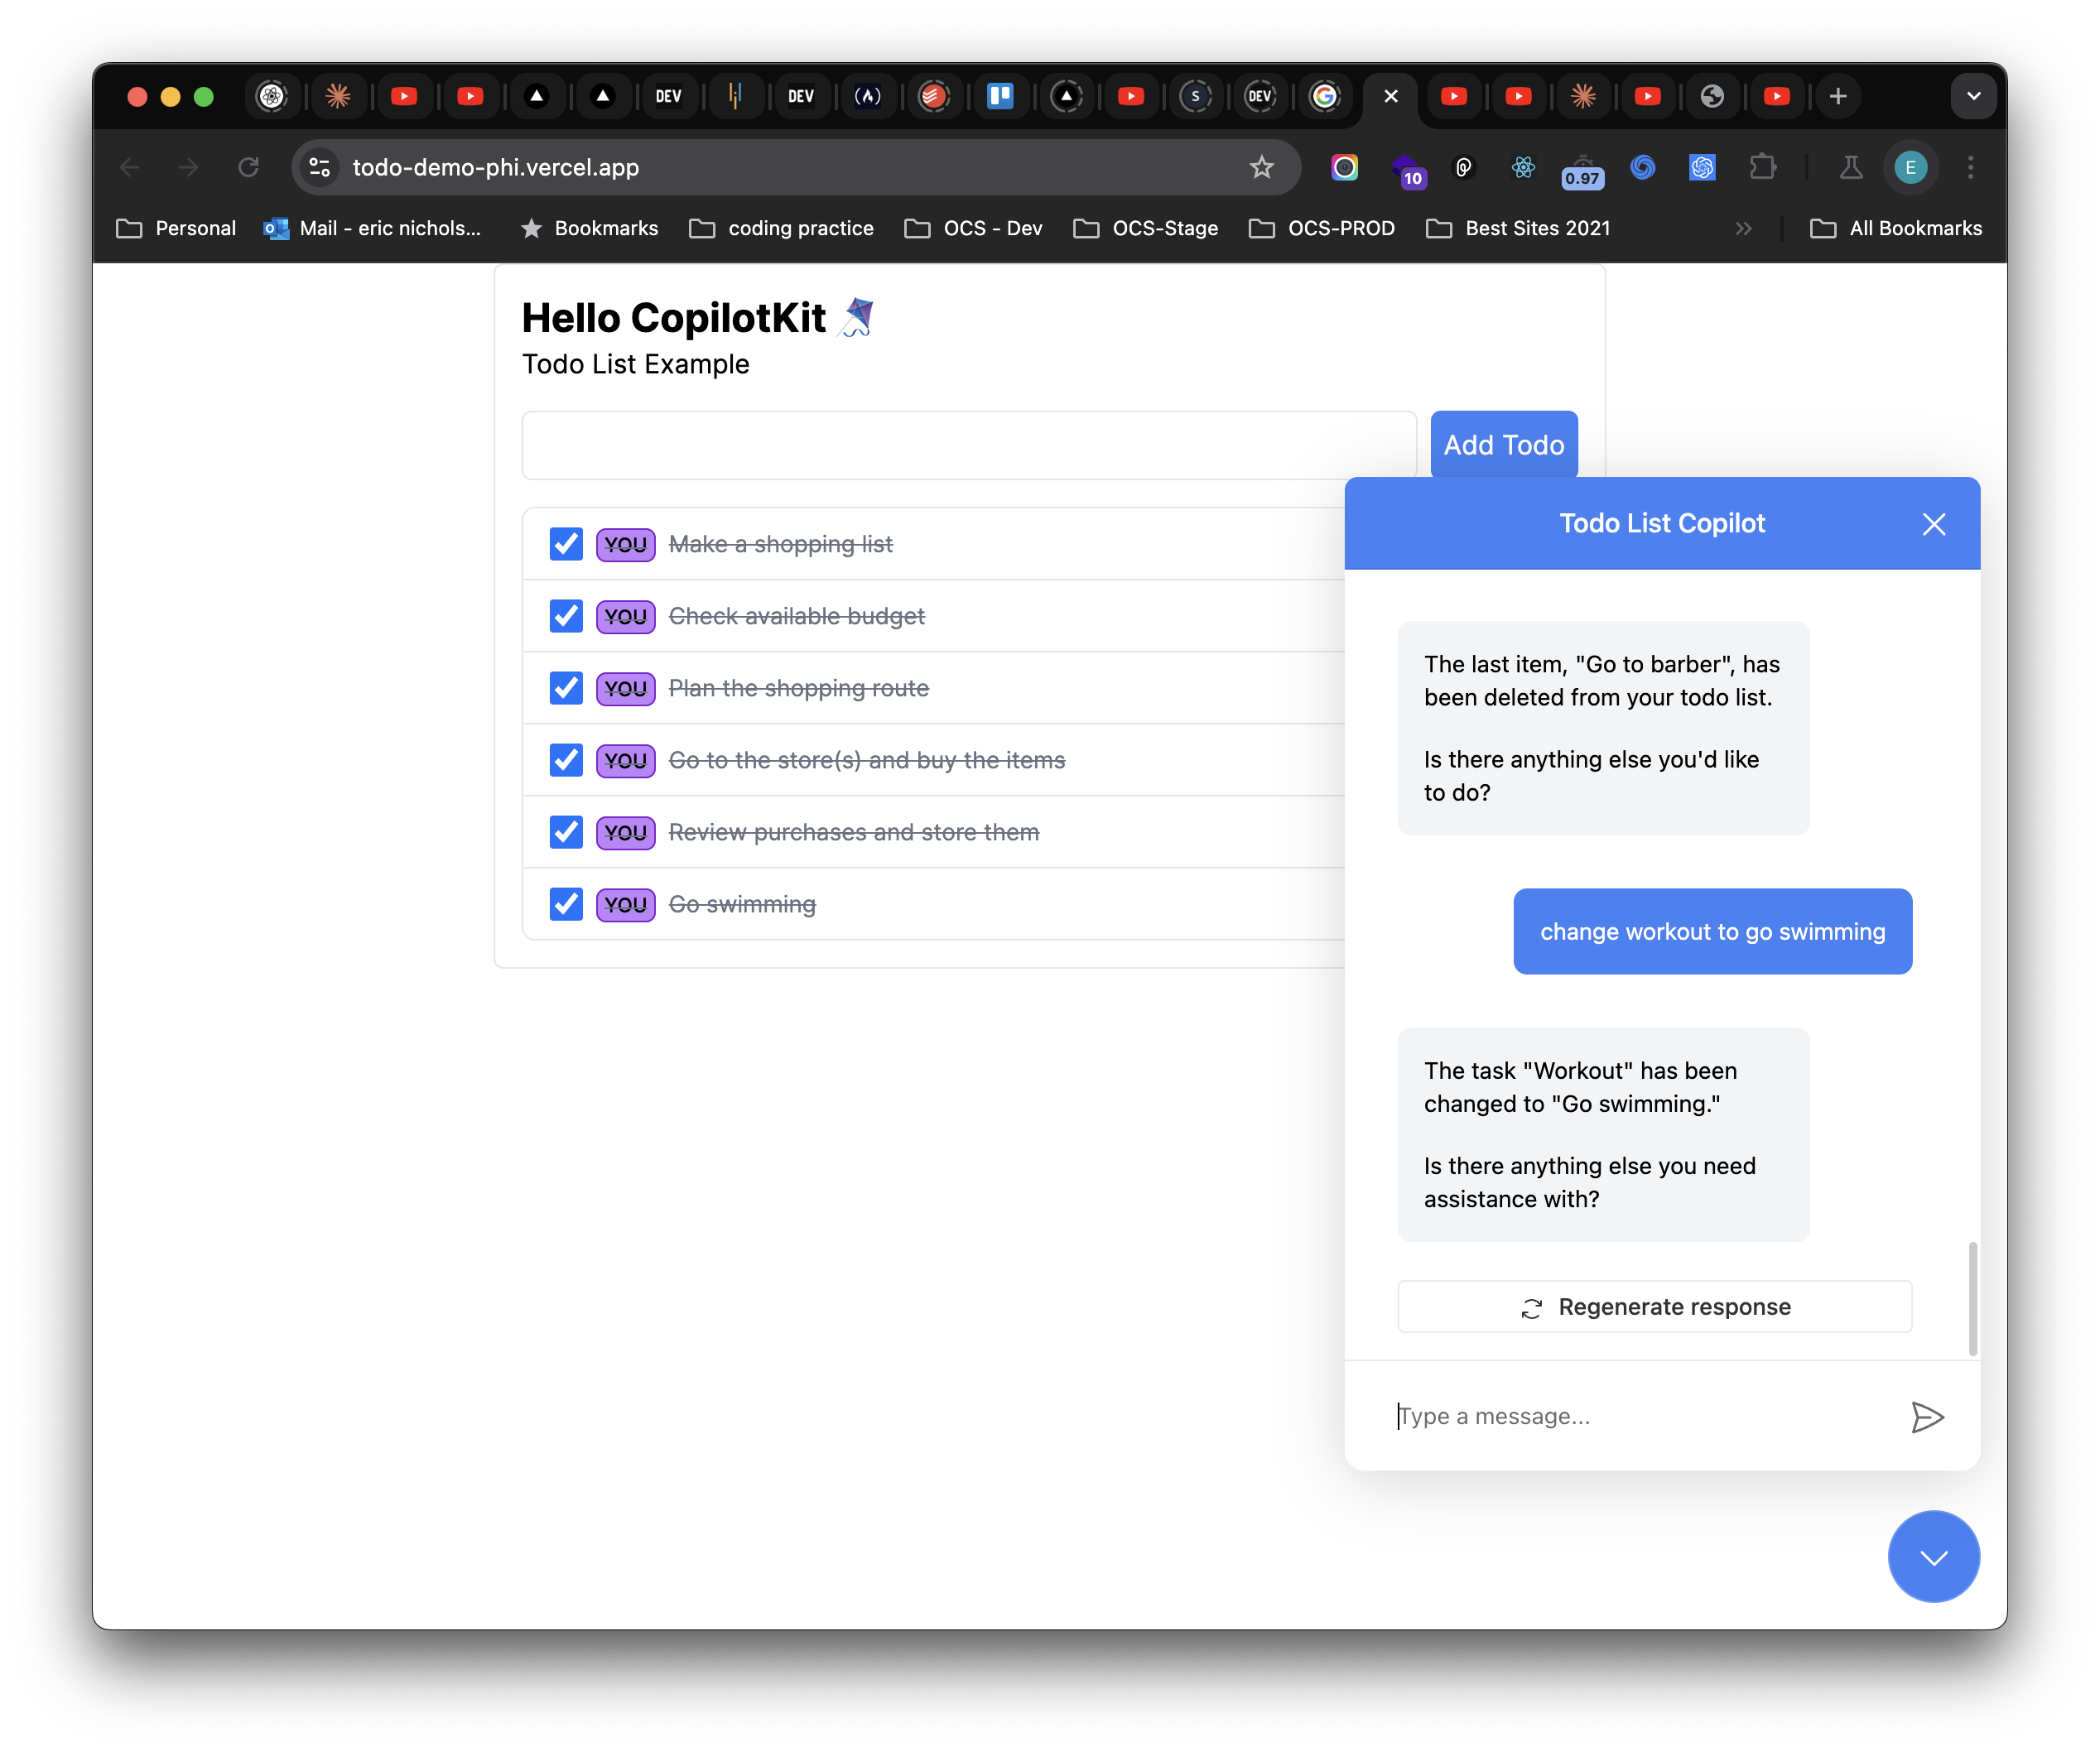 DEV
DEV
S
DEV
todo-demo-phi.vercel.app
10
0.97
E
Personal
Mail - eric nichols...
Bookmarks
coding practice
OCS - Dev
OCS-Stage
OCS-PROD
Best Sites 2021
All Bookmarks
Hello CopilotKit 🪁
Todo List Example
Add Todo
YOU Make a shopping list
YOU Check available budget
YOU Plan the shopping route
YOU Go to the store(s) and buy the items
YOU Review purchases and store them
YOU Go swimming
Todo List Copilot
The last item, "Go to barber", has
been deleted from your todo list.
Is there anything else you'd like
to do?
change workout to go swimming
The task "Workout" has been
changed to "Go swimming."
Is there anything else you need
assistance with?
Regenerate response
Type a message...